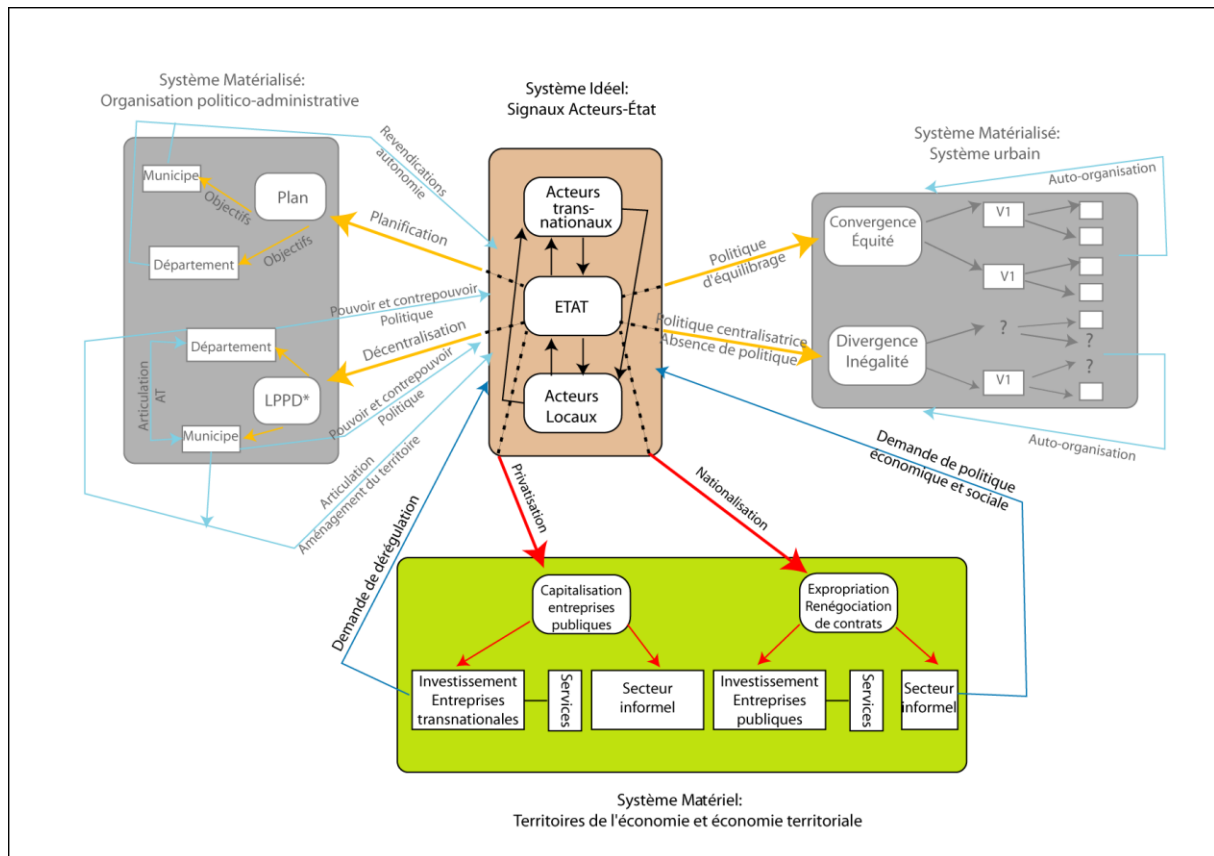 Système Matérialisé:
Organisation politico-administrative
Municipe
Plan
Objectifs
Objectifs
Département
Département
LPPD*
Municipe
Articulation
AT
Revendications
autonomie
Planification
Pouvoir et contrepouvoir
Politique
Décentralisation
Pouvoir et contrepouvoir
Politique
Articulation
Aménagement du territoire
Système Idéel:
Signaux Acteurs-État
Acteurs
trans-
nationaux
ETAT
Acteurs
Locaux
Politique
d'équilibrage
Politique centralisatrice
Absence de politique
Système Matérialisé:
Système urbain
Auto-organisation
Convergence
Équité
V1
V1
Divergence
Inégalité
?
?
?
V1
Auto-organisation
Demande de dérégulation
Privatisation
Nationalisation
Demande de politique
économique et sociale
Capitalisation
entreprises
publiques
Expropriation
Renégociation
de contrats
Investissement
Entreprises
transnationales
Services
Secteur
informel
Investissement
Entreprises
publiques
Services
Secteur
informel
Système Matériel:
Territoires de l'économie et économie territoriale